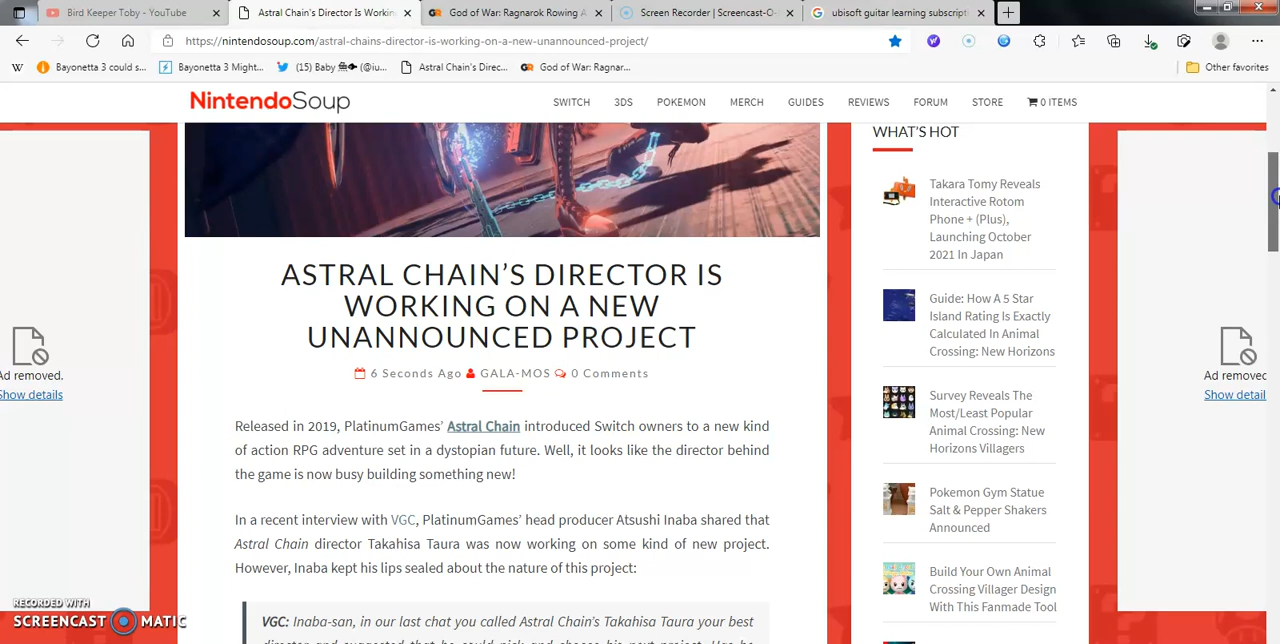 Bird Keeper Toby - YouTube
Astral Chain's Director Is Workin
God of War: Ragnarok Rowing A
Screen Recorder | Screencast-O-
ubisoft guitar learning subscript
https://nintendosoup.com/astral-chains-director-is-working-on-a-new-unannounced-project/
Bayonetta 3 could s...
Bayonetta 3 Might...
Astral Chain's Direc...
God of War: Ragnar...
Other favorites
NintendoSoup
SWITCH 3DS POKEMON MERCH GUIDES REVIEWS FORUM STORE 0 ITEMS
ASTRAL CHAIN'S DIRECTOR IS
WORKING ON A NEW
UNANNOUNCED PROJECT
6 Seconds Ago GALA-MOS 0 Comments
Released in 2019, PlatinumGames' Astral Chain introduced Switch owners to a new kind
of action RPG adventure set in a dystopian future. Well, it looks like the director behind
the game is now busy building something new!
In a recent interview with VGC, PlatinumGames' head producer Atsushi Inaba shared that
Astral Chain director Takahisa Taura was now working on some kind of new project.
However, Inaba kept his lips sealed about the nature of this project:
VGC: Inaba-san, in our last chat you called Astral Chain's Takahisa Taura your best
WHAT'S HOT
Takara Tomy Reveals
Interactive Rotom
Phone + (Plus),
Launching October
2021 In Japan
Guide: How A 5 Star
Island Rating Is Exactly
Calculated In Animal
Crossing: New Horizons
Survey Reveals The
Most/Least Popular
Animal Crossing: New
Horizons Villagers
Pokemon Gym Statue
Salt & Pepper Shakers
Announced
Build Your Own Animal
Crossing Villager Design
With This Fanmade Tool
Ad removed.
Show details
Ad removed
Show detail
RECORDED WITH
SCREENCAST MATIC